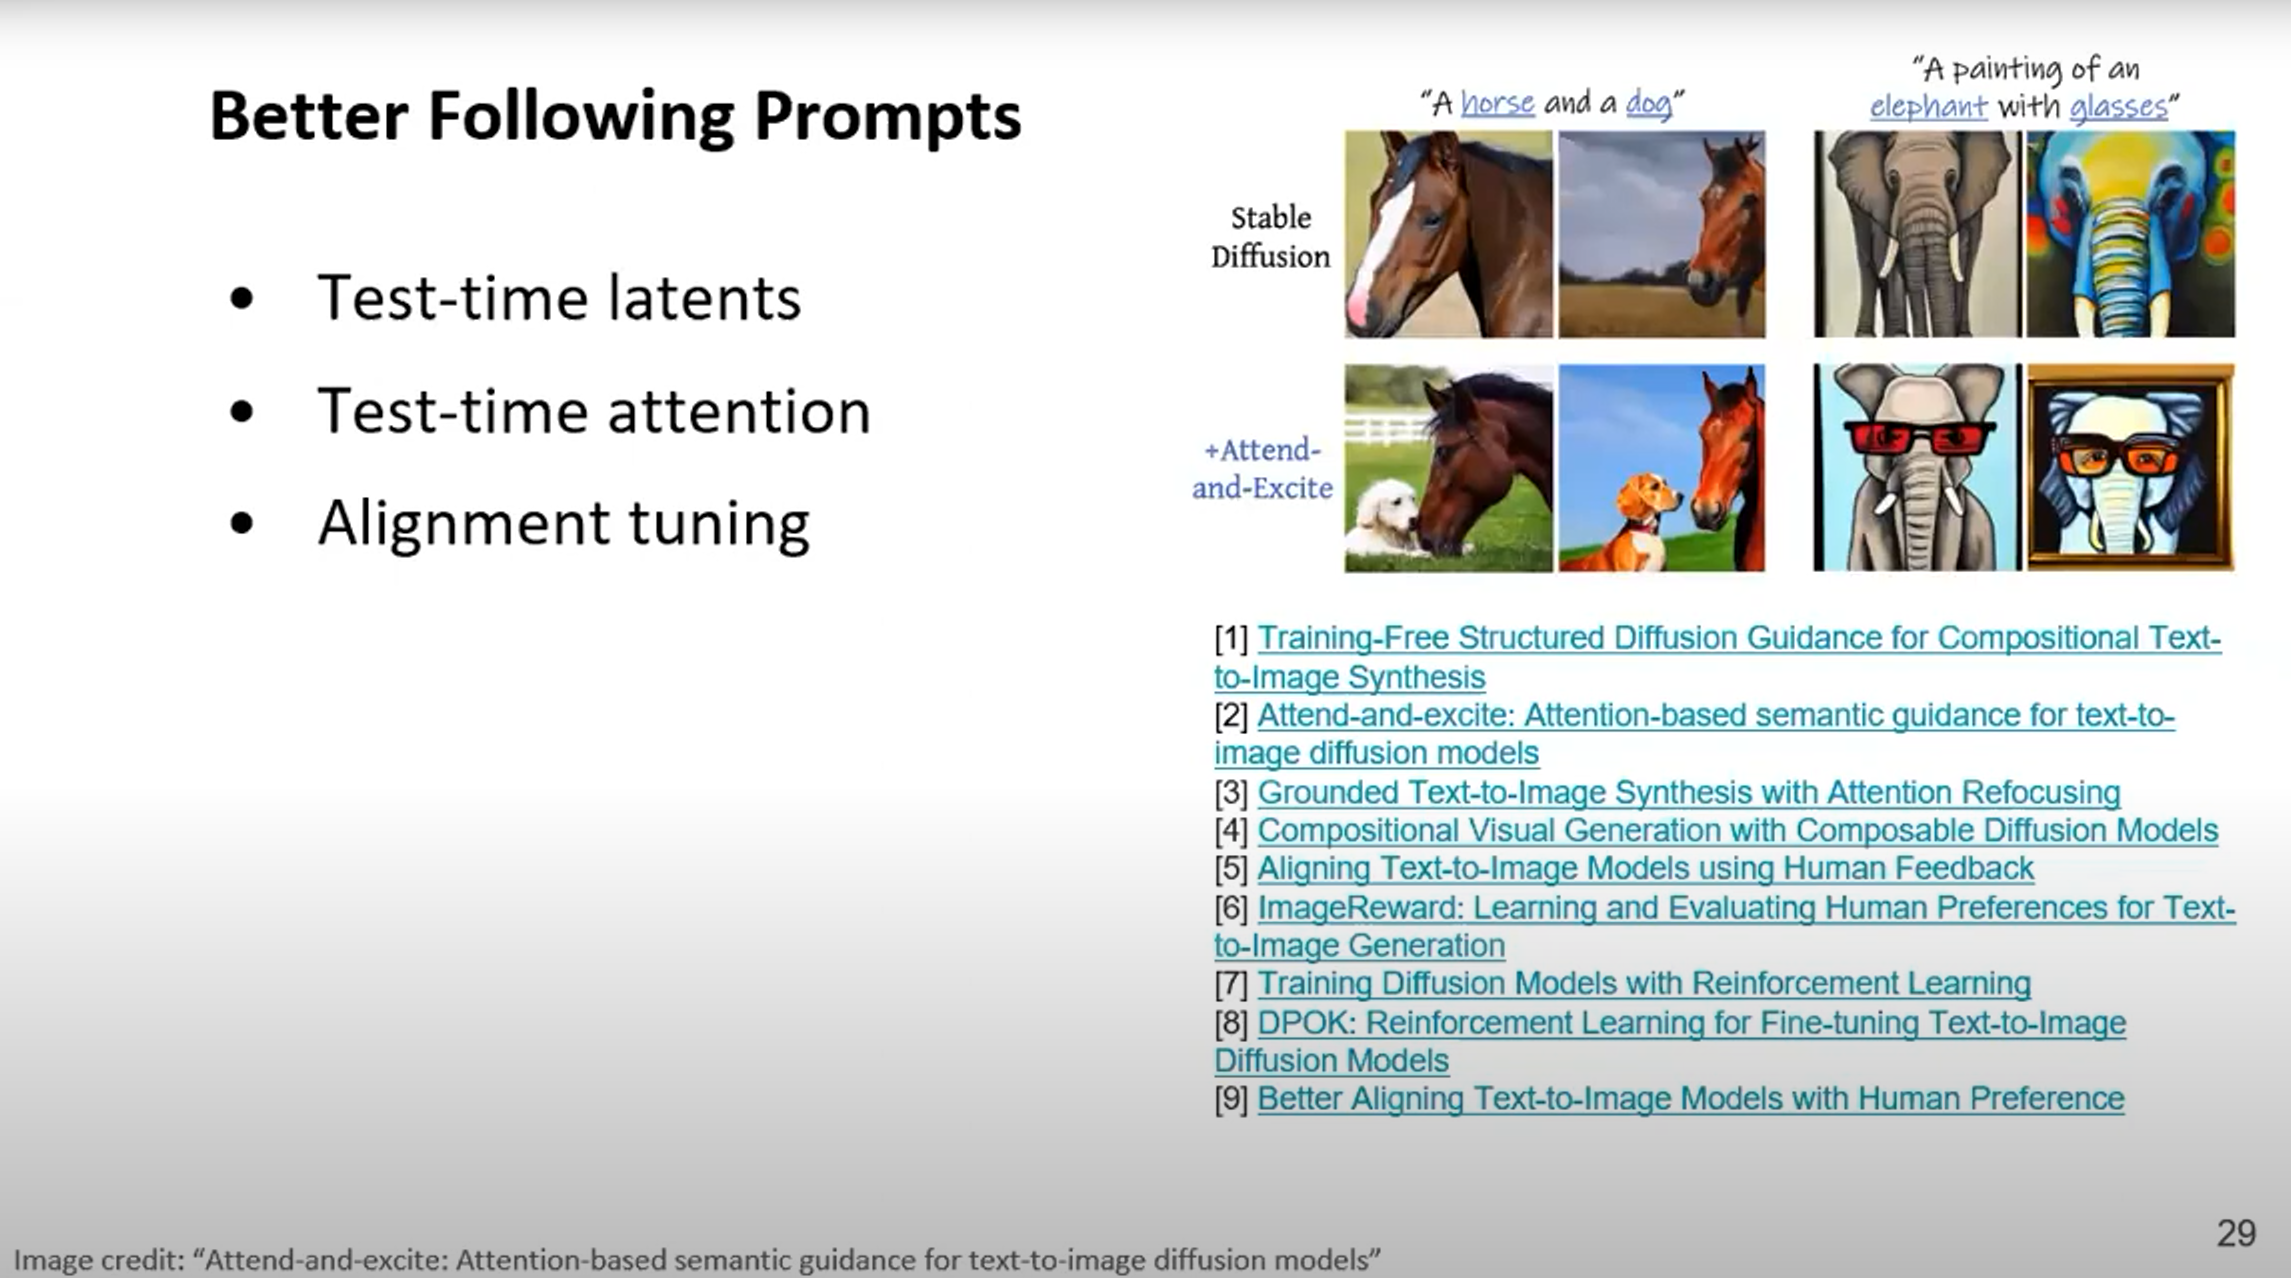 Better Following Prompts
• Test-time latents
• Test-time attention
• Alignment tuning
“A horse and a dog”
“A painting of an
elephant with glasses”
Stable
Diffusion
+Attend-
and-Excite
[1] Training-Free Structured Diffusion Guidance for Compositional Text-
to-Image Synthesis
[2] Attend-and-excite: Attention-based semantic guidance for text-to-
image diffusion models
[3] Grounded Text-to-Image Synthesis with Attention Refocusing
[4] Compositional Visual Generation with Composable Diffusion Models
[5] Aligning Text-to-Image Models using Human Feedback
[6] ImageReward: Learning and Evaluating Human Preferences for Text-
to-Image Generation
[7] Training Diffusion Models with Reinforcement Learning
[8] DPOK: Reinforcement Learning for Fine-tuning Text-to-Image
Diffusion Models
[9] Better Aligning Text-to-Image Models with Human Preference
29
Image credit: “Attend-and-excite: Attention-based semantic guidance for text-to-image diffusion models”